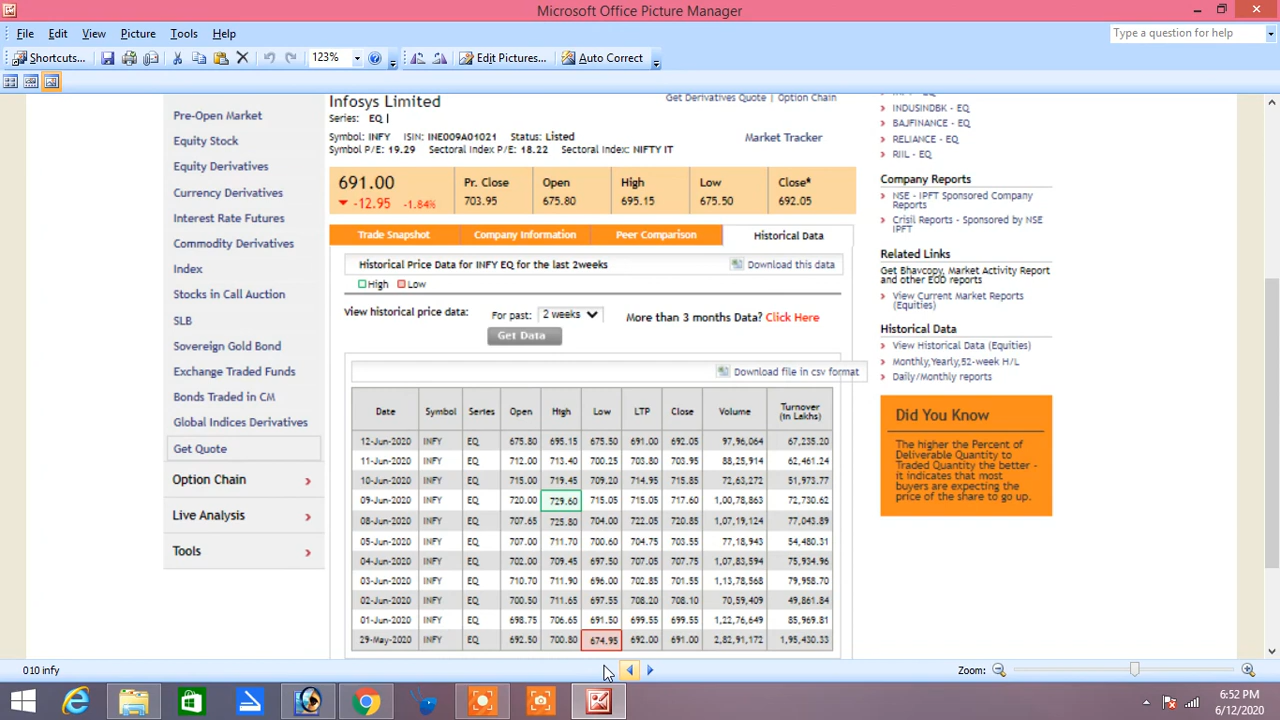 Microsoft Office Picture Manager
File Edit View Picture Tools Help
Type a question for help
Shortcuts... 123% Edit Pictures... Auto Correct
Infosys Limited
Series: EQ
Symbol: INFY ISIN: INE009A01021 Status: Listed
Symbol P/E: 19.29 Sectoral Index P/E: 18.22 Sectoral Index: NIFTY IT
Get Derivatives Quote | Option Chain
Market Tracker
691.00 Pr. Close Open High Low Close*
-12.95 -1.84% 703.95 675.80 695.15 675.50 692.05
Trade Snapshot Company Information Peer Comparison Historical Data
Historical Price Data for INFY EQ for the last 2weeks Download this data
High Low
View historical price data: For past: 2 weeks More than 3 months Data? Click Here
Get Data
Download file in csv format
Date Symbol Series Open High Low LTP Close Volume Turnover (in Lakhs)
12-Jun-2020 INFY EQ 675.80 695.15 675.50 691.00 692.05 97,96,064 67,235.20
11-Jun-2020 INFY EQ 712.00 713.40 700.25 703.80 703.95 88,25,914 62,461.24
10-Jun-2020 INFY EQ 715.00 719.45 709.20 714.95 715.85 72,63,272 51,973.77
09-Jun-2020 INFY EQ 720.00 729.60 715.05 715.05 717.60 1,00,78,863 72,730.62
08-Jun-2020 INFY EQ 707.65 725.80 704.00 722.05 720.85 1,07,19,124 77,043.89
05-Jun-2020 INFY EQ 707.00 711.70 700.60 704.75 703.55 77,18,943 54,480.31
04-Jun-2020 INFY EQ 702.00 709.45 697.50 707.05 707.75 1,07,83,594 75,934.96
03-Jun-2020 INFY EQ 710.70 711.90 696.00 702.85 701.55 1,13,78,568 79,958.70
02-Jun-2020 INFY EQ 700.50 711.65 697.55 708.20 708.10 70,59,409 49,861.84
01-Jun-2020 INFY EQ 698.75 706.65 691.50 699.55 699.55 1,22,76,649 85,969.81
29-May-2020 INFY EQ 692.50 700.80 674.95 692.00 691.00 2,82,91,172 1,95,430.33
Pre-Open Market
Equity Stock
Equity Derivatives
Currency Derivatives
Interest Rate Futures
Commodity Derivatives
Index
Stocks in Call Auction
SLB
Sovereign Gold Bond
Exchange Traded Funds
Bonds Traded in CM
Global Indices Derivatives
Get Quote
Option Chain
Live Analysis
Tools
INDUSINDBK - EQ
BAJFINANCE - EQ
RELIANCE - EQ
RIIL - EQ
Company Reports
NSE - IPFT Sponsored Company
Reports
Crisil Reports - Sponsored by NSE
IPFT
Related Links
Get Bhavcopy, Market Activity Report
and other EOD reports
View Current Market Reports
(Equities)
Historical Data
View Historical Data (Equities)
Monthly,Yearly,52-week H/L
Daily/Monthly reports
Did You Know
The higher the Percent of
Deliverable Quantity to
Traded Quantity the better -
it indicates that most
buyers are expecting the
price of the share to go up.
010 infy
Zoom:
6:52 PM
6/12/2020